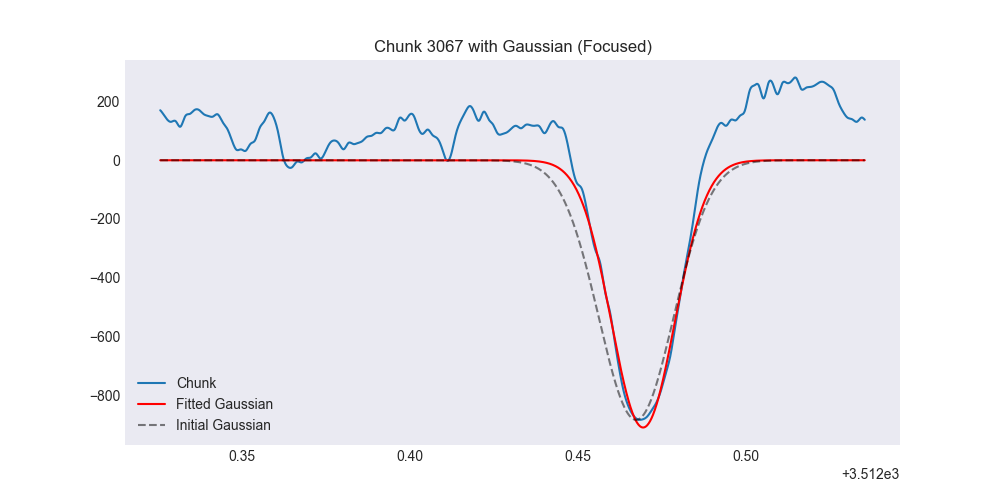 Chunk 3067 with Gaussian (Focused)
200
0
−200
−400
−600
−800
Chunk
Fitted Gaussian
Initial Gaussian
0.35 0.40 0.45 0.50
+3.512e3